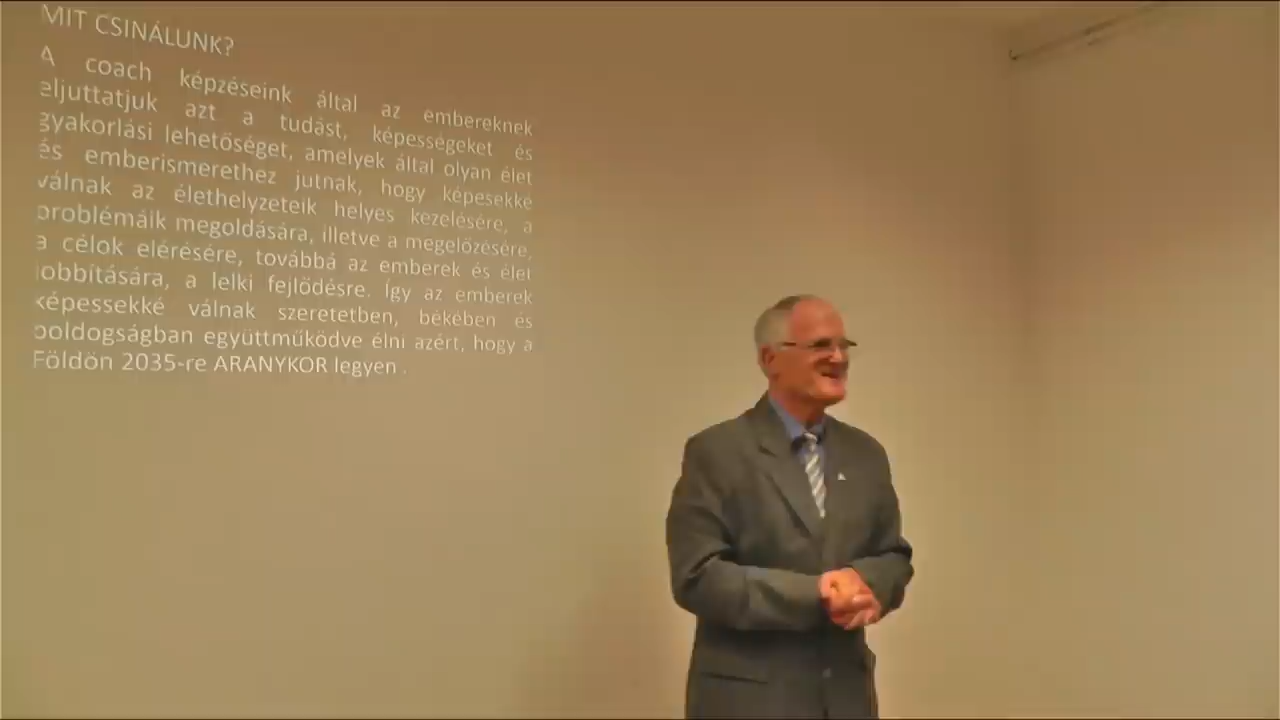 MIT CSINÁLUNK?
A coach képzéseink által az embereknek
eljuttatjuk azt a tudást, képességeket és
gyakorlási lehetőséget, amelyek által olyan élet
és emberismerethez jutnak, hogy képesekké
válnak az élethelyzeteik helyes kezelésére, a
problémáik megoldására, illetve a megelőzésére,
a célok elérésére, továbbá az emberek és élet
jobbítására, a lelki fejlődésre. Így az emberek
képessekké válnak szeretetben, békében és
boldogságban együttműködve élni azért, hogy a
Földön 2035-re ARANYKOR legyen .